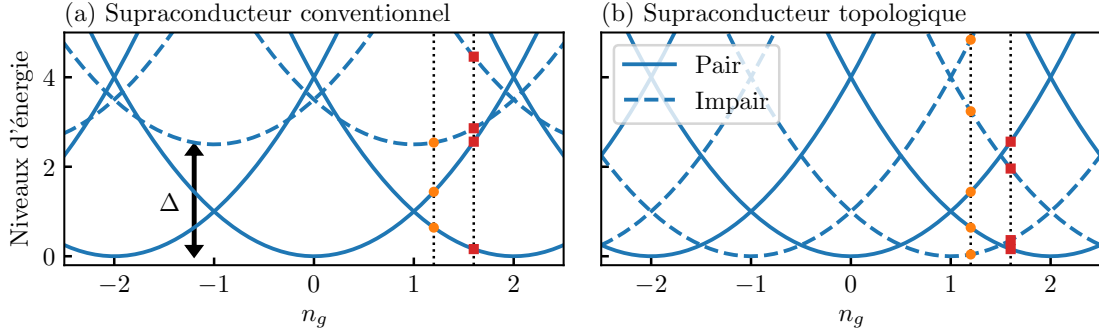 (a) Supraconducteur conventionnel
(b) Supraconducteur topologique
Niveaux d'énergie
4
2
0
Δ
−2
−1
0
1
2
n_g
Pair
Impair
−2
−1
0
1
2
n_g